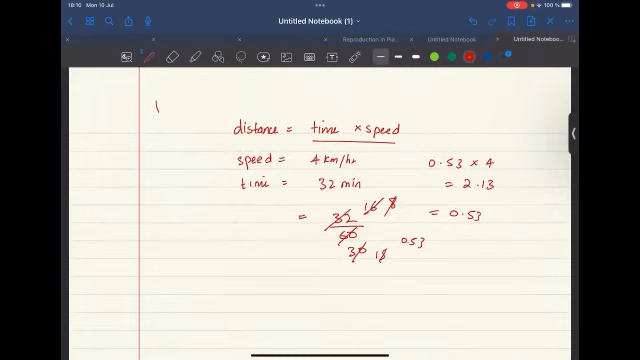 18:10 Mon 10 Jul 100 %
Untitled Notebook (1)
Reproduction in Pla Untitled Notebook Untitled Notebook
distance = time × speed
speed = 4 km/hr 0.53 × 4
time = 32 min = 2.13
= 32 16 8 = 0.53
60 0.53
30 15